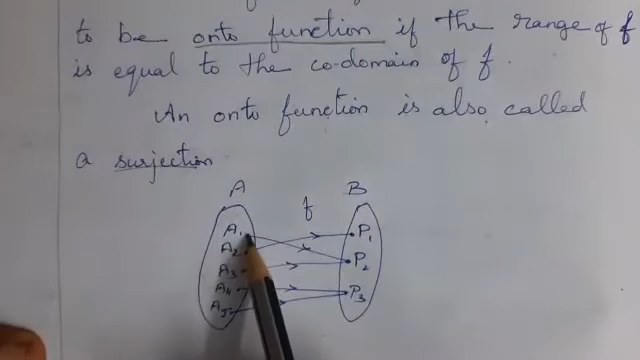 to be onto function if the range of f
is equal to the co-domain of f.
An onto function is also called
a surjection
A f B
A1 P1
A2
A3 P2
A4 P3
A5